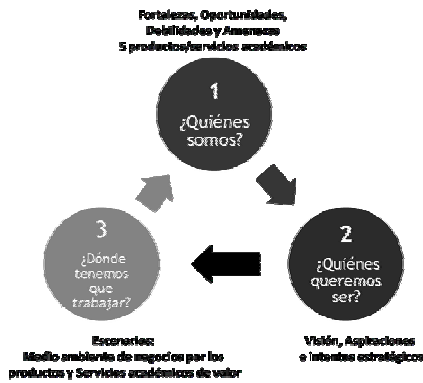 Fortalezas, Oportunidades,
Debilidades y Amenazas
5 productos/servicios académicos
1
¿Quiénes
somos?
3
¿Dónde
tenemos
que
trabajar?
2
¿Quiénes
queremos
ser?
Escenarios:
Medio ambiente de negocios por los
productos y Servicios académicos de valor
Visión, Aspiraciones
e intentos estratégicos